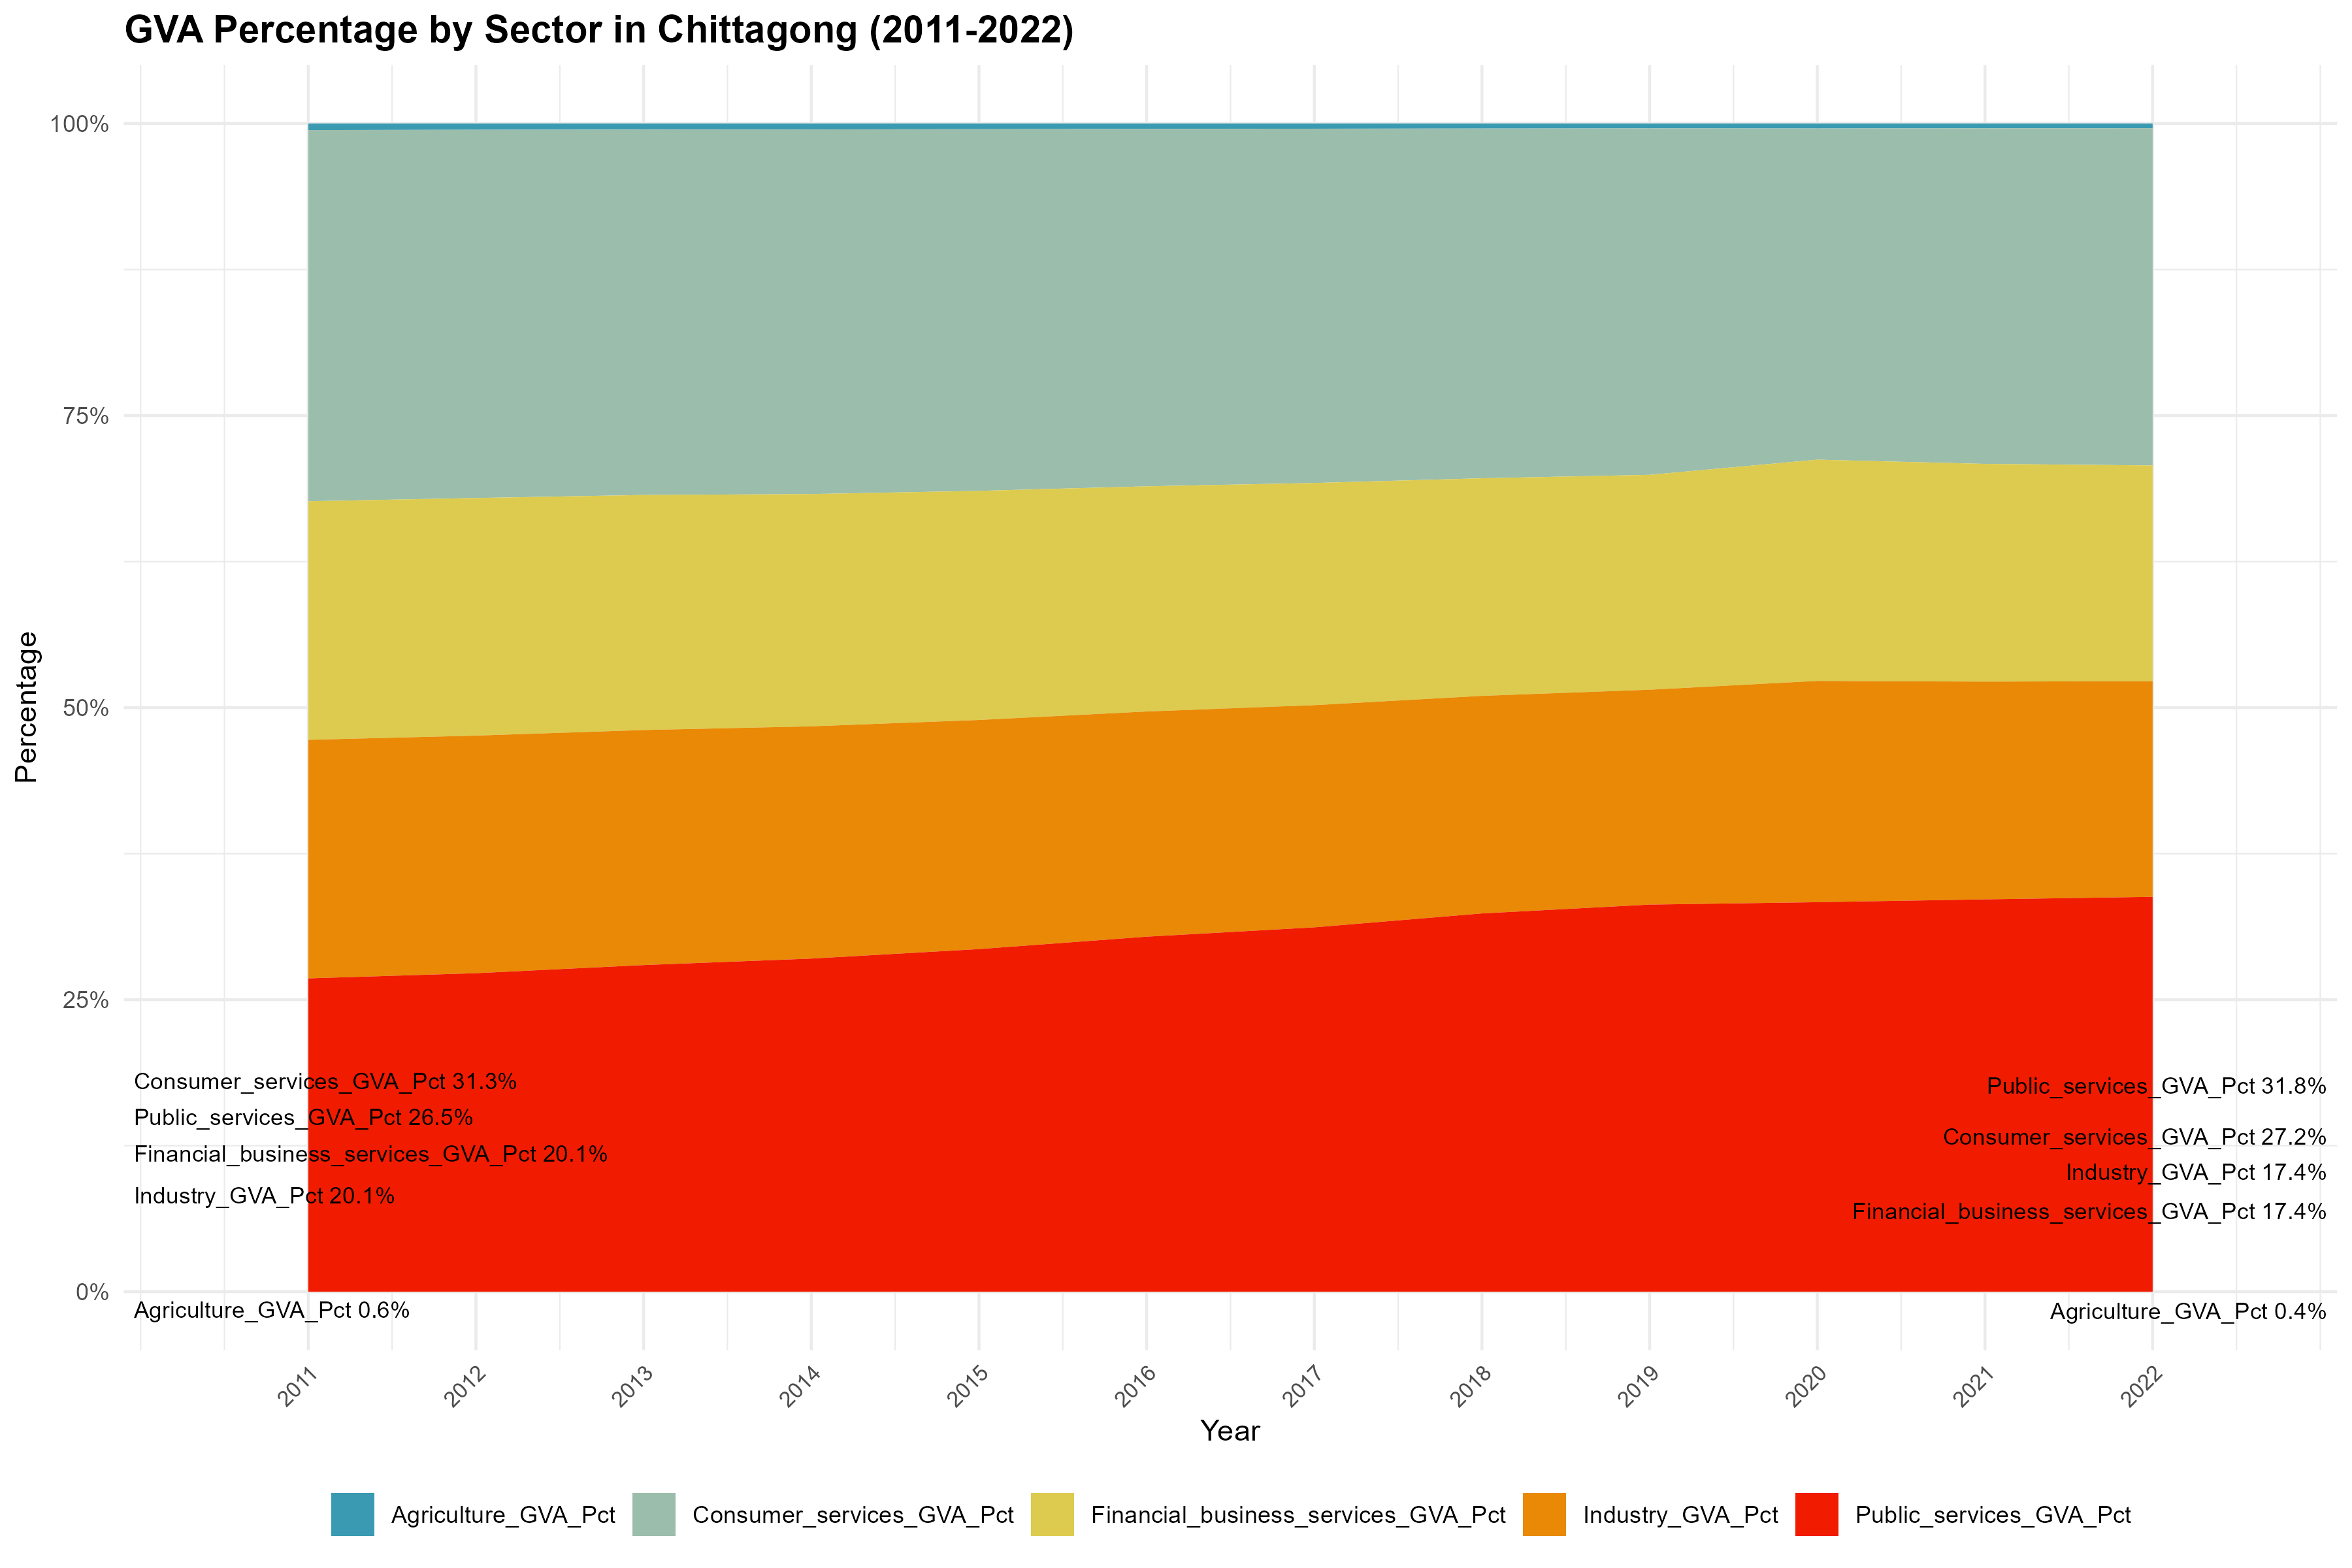 GVA Percentage by Sector in Chittagong (2011-2022)
100%
75%
50%
25%
0%
Percentage
Consumer_services_GVA_Pct 31.3%
Public_services_GVA_Pct 26.5%
Financial_business_services_GVA_Pct 20.1%
Industry_GVA_Pct 20.1%
Agriculture_GVA_Pct 0.6%
Public_services_GVA_Pct 31.8%
Consumer_services_GVA_Pct 27.2%
Industry_GVA_Pct 17.4%
Financial_business_services_GVA_Pct 17.4%
Agriculture_GVA_Pct 0.4%
2011 2012 2013 2014 2015 2016 2017 2018 2019 2020 2021 2022
Year
Agriculture_GVA_Pct Consumer_services_GVA_Pct Financial_business_services_GVA_Pct Industry_GVA_Pct Public_services_GVA_Pct